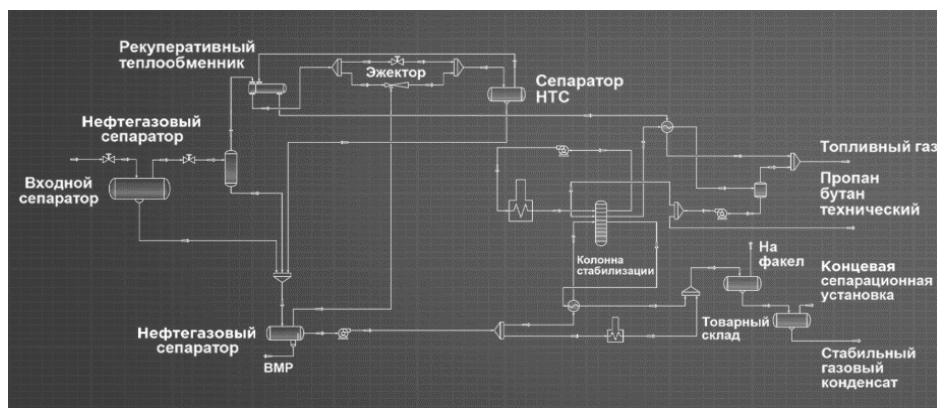 Рекуперативный
теплообменник
Эжектор
Сепаратор
НТС
Нефтегазовый
сепаратор
Входной
сепаратор
Топливный газ
Пропан
бутан
технический
Колонна
стабилизации
На
факел
Концевая
сепарационная
установка
Нефтегазовый
сепаратор
ВМР
Товарный
склад
Стабильный
газовый
конденсат